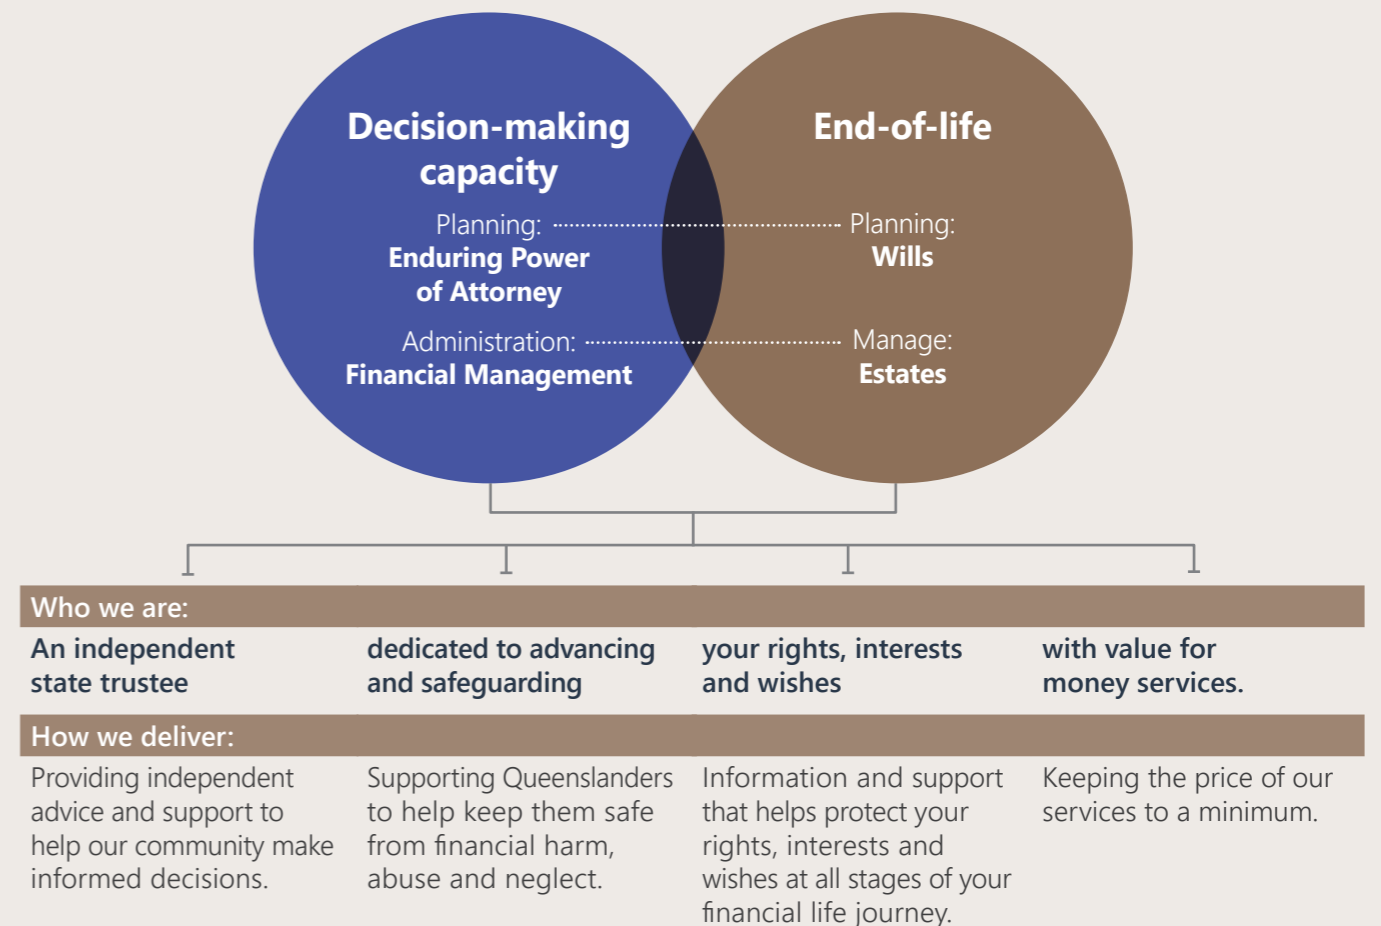 Decision-making
capacity
Planning:
Enduring Power
of Attorney
Administration:
Financial Management
End-of-life
Planning:
Wills
Manage:
Estates
Who we are:
An independent
state trustee
dedicated to advancing
and safeguarding
your rights, interests
and wishes
with value for
money services.
How we deliver:
Providing independent
advice and support to
help our community make
informed decisions.
Supporting Queenslanders
to help keep them safe
from financial harm,
abuse and neglect.
Information and support
that helps protect your
rights, interests and
wishes at all stages of your
financial life journey.
Keeping the price of our
services to a minimum.